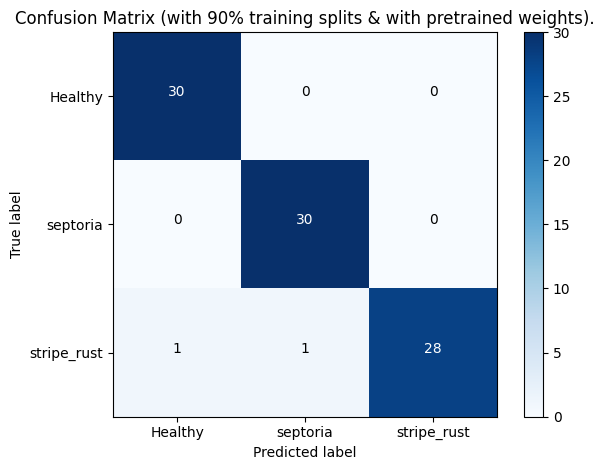 Confusion Matrix (with 90% training splits & with pretrained weights).
True label
Healthy 30 0 0
septoria 0 30 0
stripe_rust 1 1 28
Healthy septoria stripe_rust
Predicted label
30
25
20
15
10
5
0